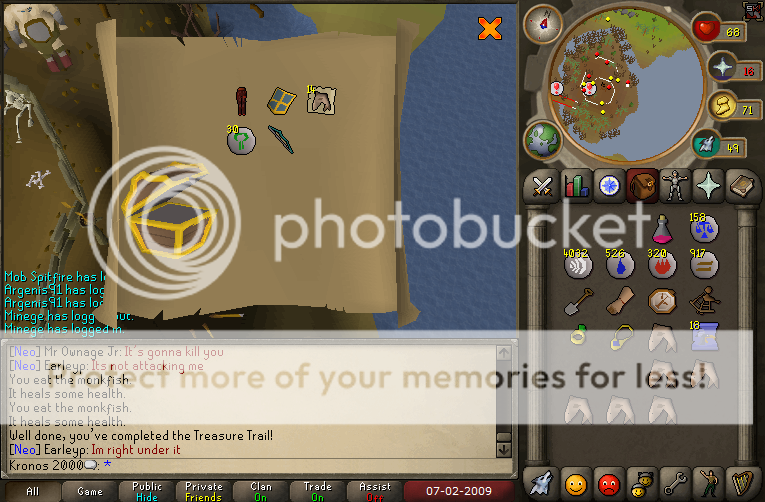 68
16
71
49
30
photobucket
158
4032 526 320 917
18
Mob Spitfire has
Argenis91 has log
Argenis91 has
Minege has logg out.
Minege has logged in.
[Neo] Mr Ownage Jr: It's gonna kill you
[Neo] Earleyp: Its not attacking me
Protect more of your memories for less!
You eat the monkfish.
It heals some health.
You eat the monkfish.
It heals some health.
Well done, you've completed the Treasure Trail!
[Neo] Earleyp: Im right under it
Kronos 2000: *
All Game Public Private Clan Trade Assist 07-02-2009
Hide Friends On On Off